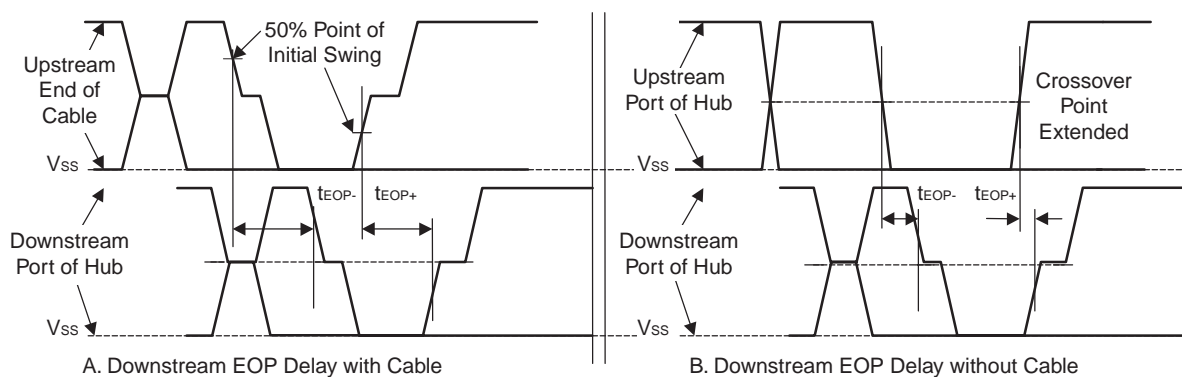 50% Point of
Initial Swing
Upstream
End of
Cable
VSS
tEOP-
tEOP+
Downstream
Port of Hub
VSS
A. Downstream EOP Delay with Cable
Upstream
Port of Hub
Crossover
Point
Extended
VSS
tEOP-
tEOP+
Downstream
Port of Hub
VSS
B. Downstream EOP Delay without Cable